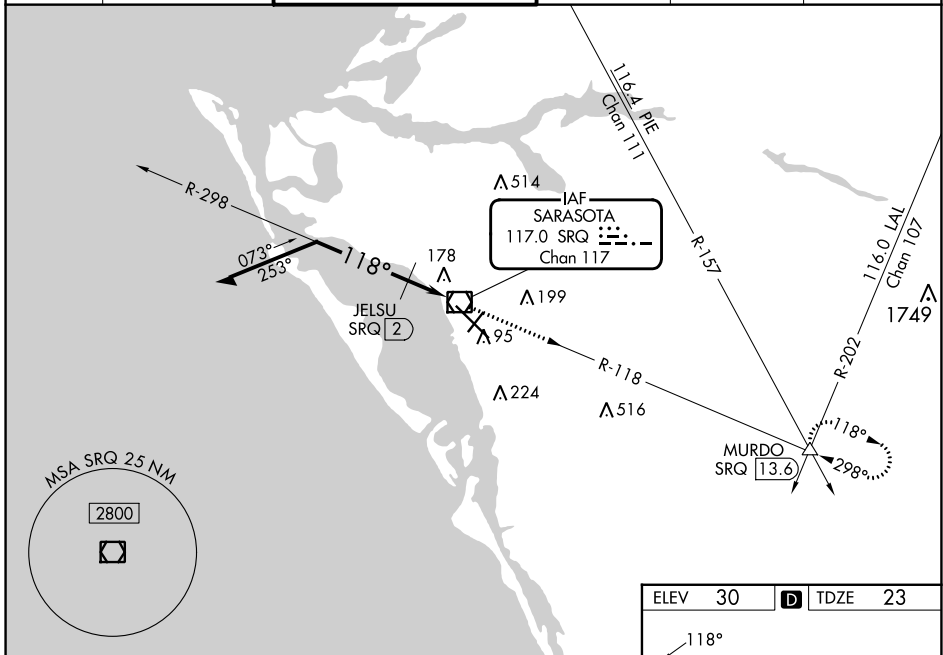 116.4 PIE
Chan 111
R-298
514
IAF
SARASOTA
117.0 SRQ
Chan 117
116.0 LAL
Chan 107
R-157
073°
253°
118°
178
199
1749
JELSU
SRQ 2
95
R-118
R-202
224
516
118°
MURDO
SRQ 13.6
298°
MSA SRQ 25 NM
2800
ELEV 30 D TDZE 23
118°